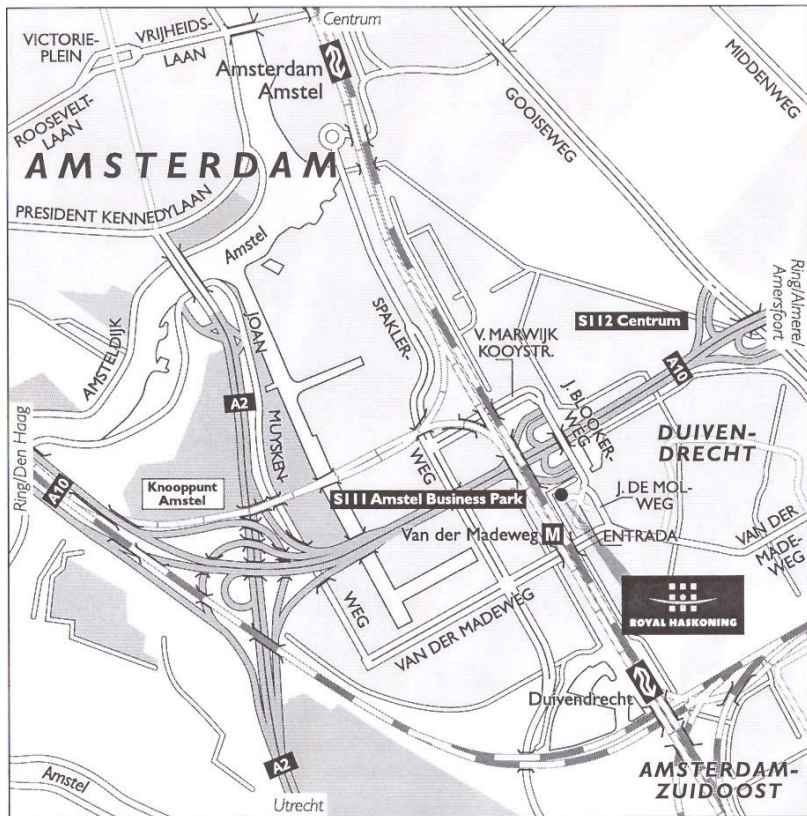 Centrum
VICTORIE-
PLEIN
VRIJHEIDS-
LAAN
Amsterdam
Amstel
ROOSEVELT-
LAAN
GOOISEWEG
MIDDENWEG
AMSTERDAM
PRESIDENT KENNEDYLAAN
Amstel
Ring/Almere/
Amersfoort
AMSTELDIJK
JOAN
MUYSKEN-
WEG
SPAKLER-
WEG
S112 Centrum
V. MARWIJK
KOOYSTR.
A10
A2
J. BLOOKER-
WEG
DUIVEN-
DRECHT
Ring/Den Haag
A10
Knooppunt
Amstel
S111 Amstel Business Park
J. DE MOL-
WEG
Van der Madeweg M
ENTRADA
VAN DER
MADE-
WEG
ROYAL HASKONING
VAN DER MADEWEG
Duivendrecht
A2
Amstel
Utrecht
AMSTERDAM-
ZUIDOOST